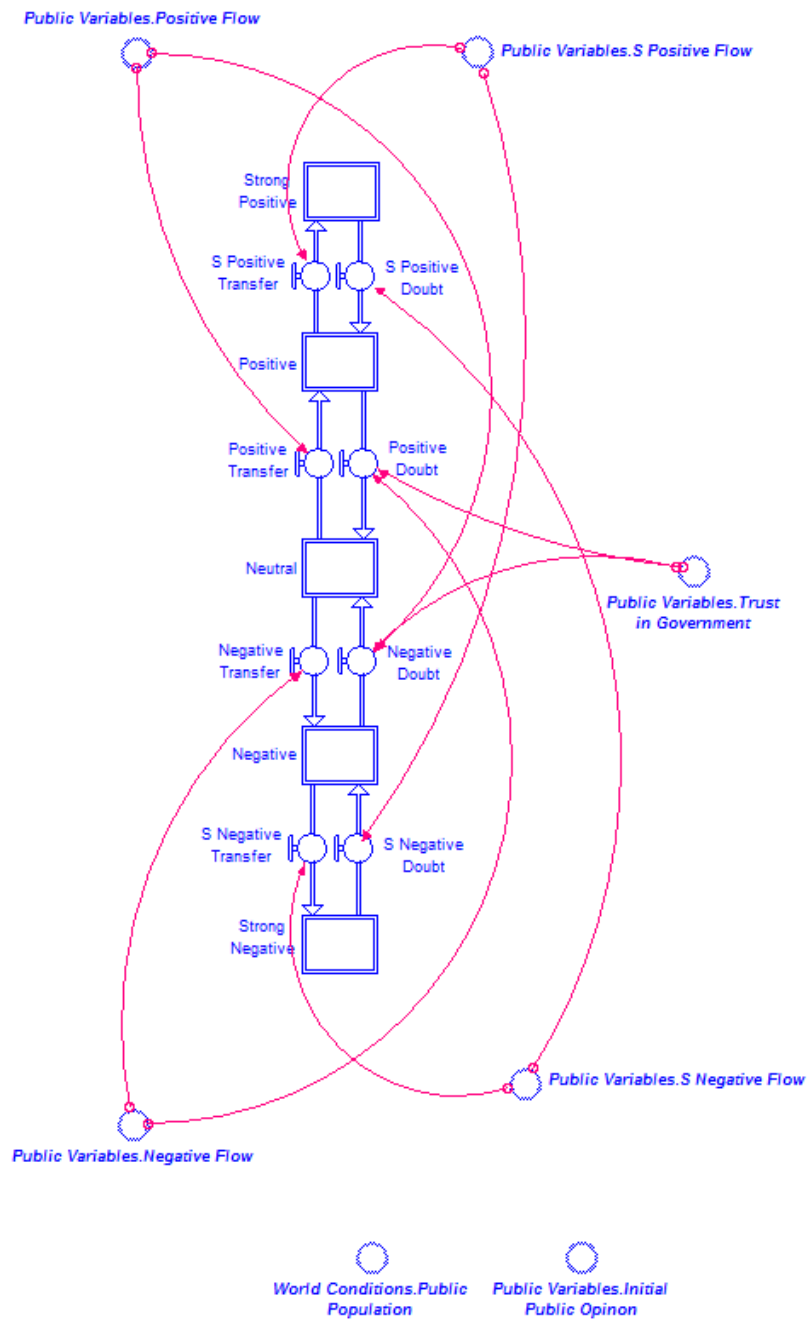 Public Variables.Positive Flow
Public Variables.S Positive Flow
Strong
Positive
S Positive
Transfer
S Positive
Doubt
Positive
Positive
Transfer
Positive
Doubt
Neutral
Public Variables.Trust
in Government
Negative
Transfer
Negative
Doubt
Negative
S Negative
Transfer
S Negative
Doubt
Strong
Negative
Public Variables.S Negative Flow
Public Variables.Negative Flow
World Conditions.Public
Population
Public Variables.Initial
Public Opinon